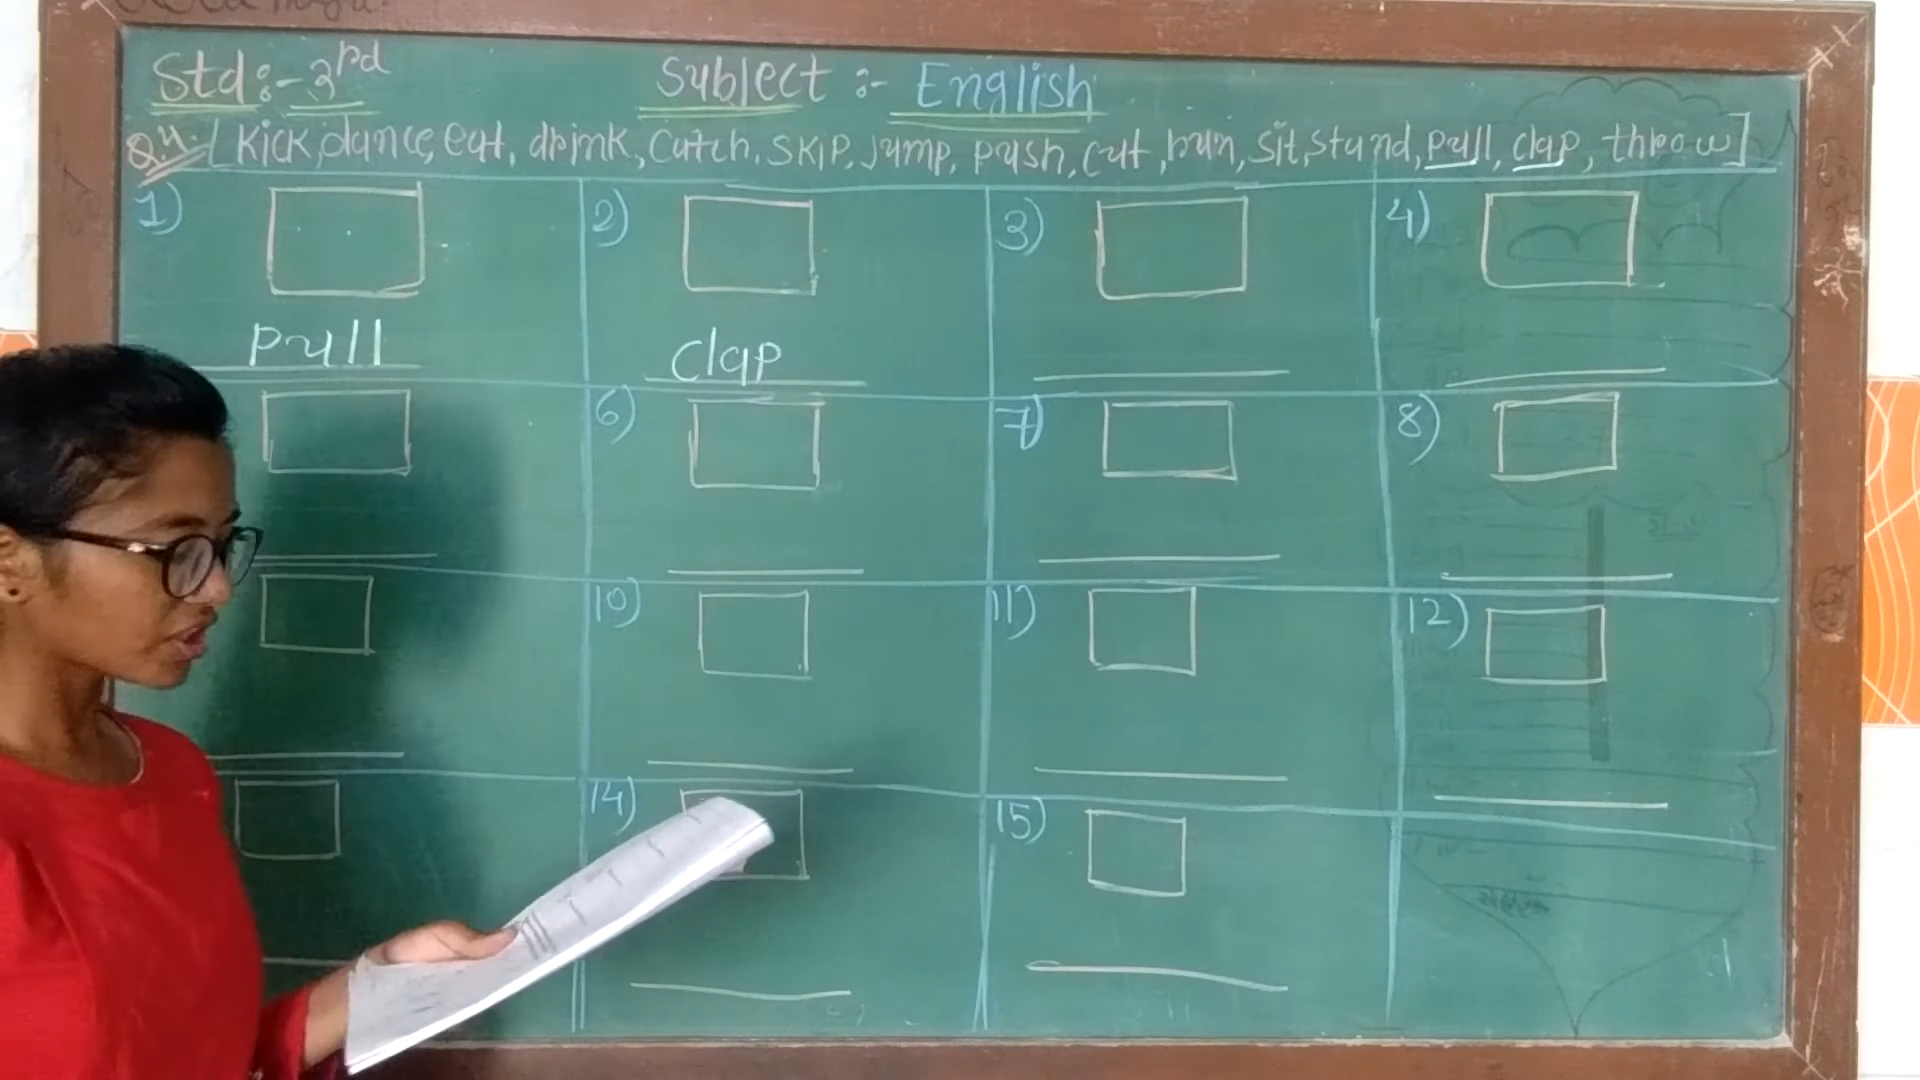 Std:- 3rd Subject :- English
Q.4. [Kick, dance, eat, drink, Catch, SKIP, Jump, push, cut, run, sit, stand, pull, clap, throw]
1) 2) 3) 4)
Pull clap
6) 7) 8)
10) 11) 12)
14) 15)